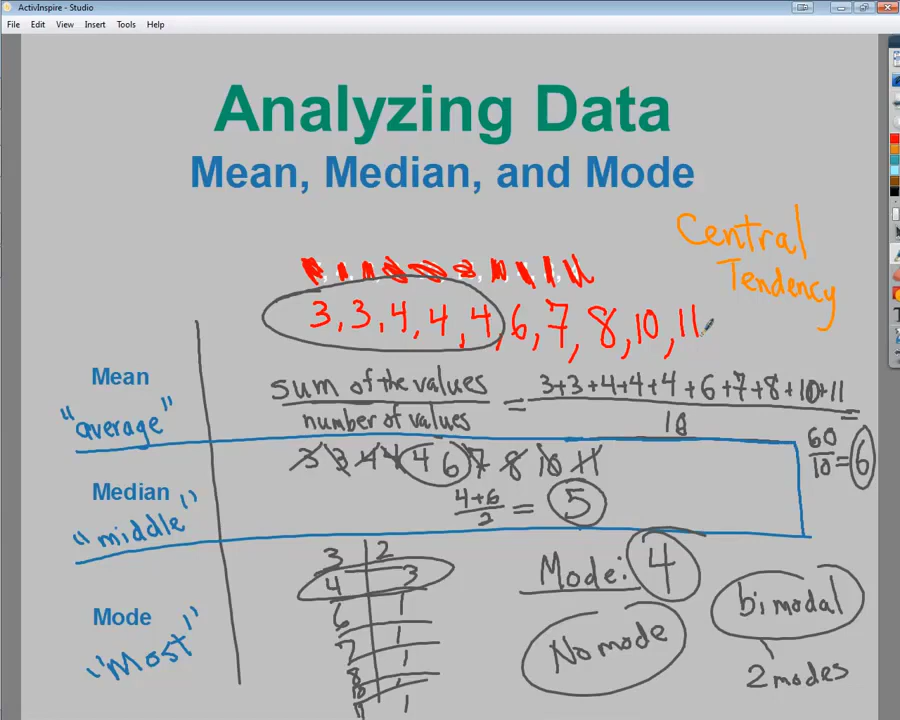 ActivInspire - Studio
File Edit View Insert Tools Help
Analyzing Data
Mean, Median, and Mode
Central
Tendency
3, 3, 4, 4, 4, 6, 7, 8, 10, 11
Mean
"average"
sum of the values
number of values
= 3+3+4+4+4+6+7+8+10+11 =
10
60
10 = 6
Median
"middle"
3 3 4 4 4 6 7 8 10 11
4+6
2 = 5
Mode
"Most"
3 2
4 3
6 1
7 1
8 1
10 1
11 1
Mode: 4
No mode
bimodal
2 modes